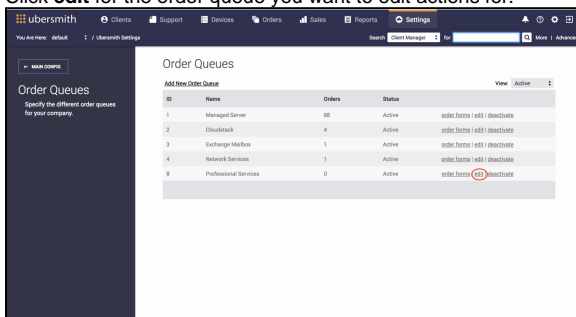 Click edit for the order queue you want to edit actions for.
ubersmith Clients Support Devices Orders Sales Reports Settings
You Are Here: default / Ubersmith Settings Search Client Manager for More | Advanced
← MAIN CONFIG
Order Queues
Specify the different order queues
for your company.
Order Queues
Add New Order Queue View: Active
ID Name Orders Status
1 Managed Server 88 Active order forms | edit | deactivate
2 Cloudstack 4 Active order forms | edit | deactivate
3 Exchange Mailbox 1 Active order forms | edit | deactivate
4 Network Services 1 Active order forms | edit | deactivate
8 Professional Services 0 Active order forms | edit | deactivate